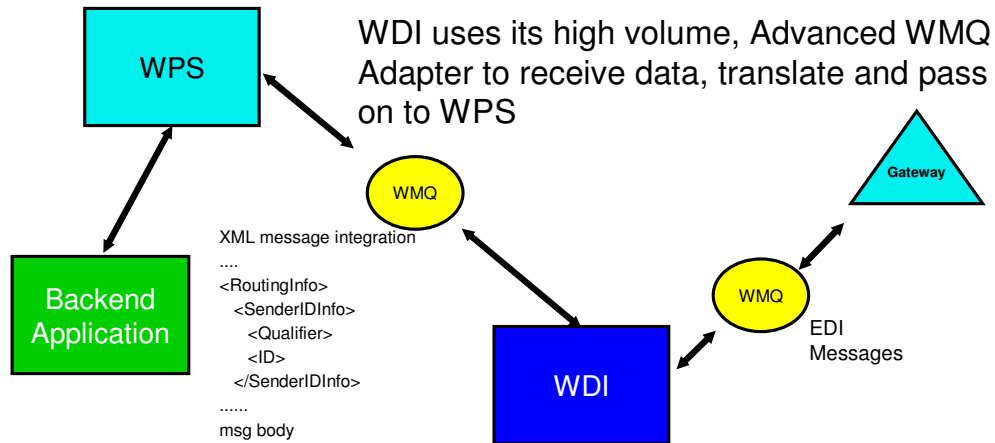 WDI uses its high volume, Advanced WMQ
Adapter to receive data, translate and pass
on to WPS
WPS
Gateway
WMQ
XML message integration
....
<RoutingInfo>
<SenderIDInfo>
<Qualifier>
<ID>
</SenderIDInfo>
......
msg body
Backend
Application
WMQ
EDI
Messages
WDI